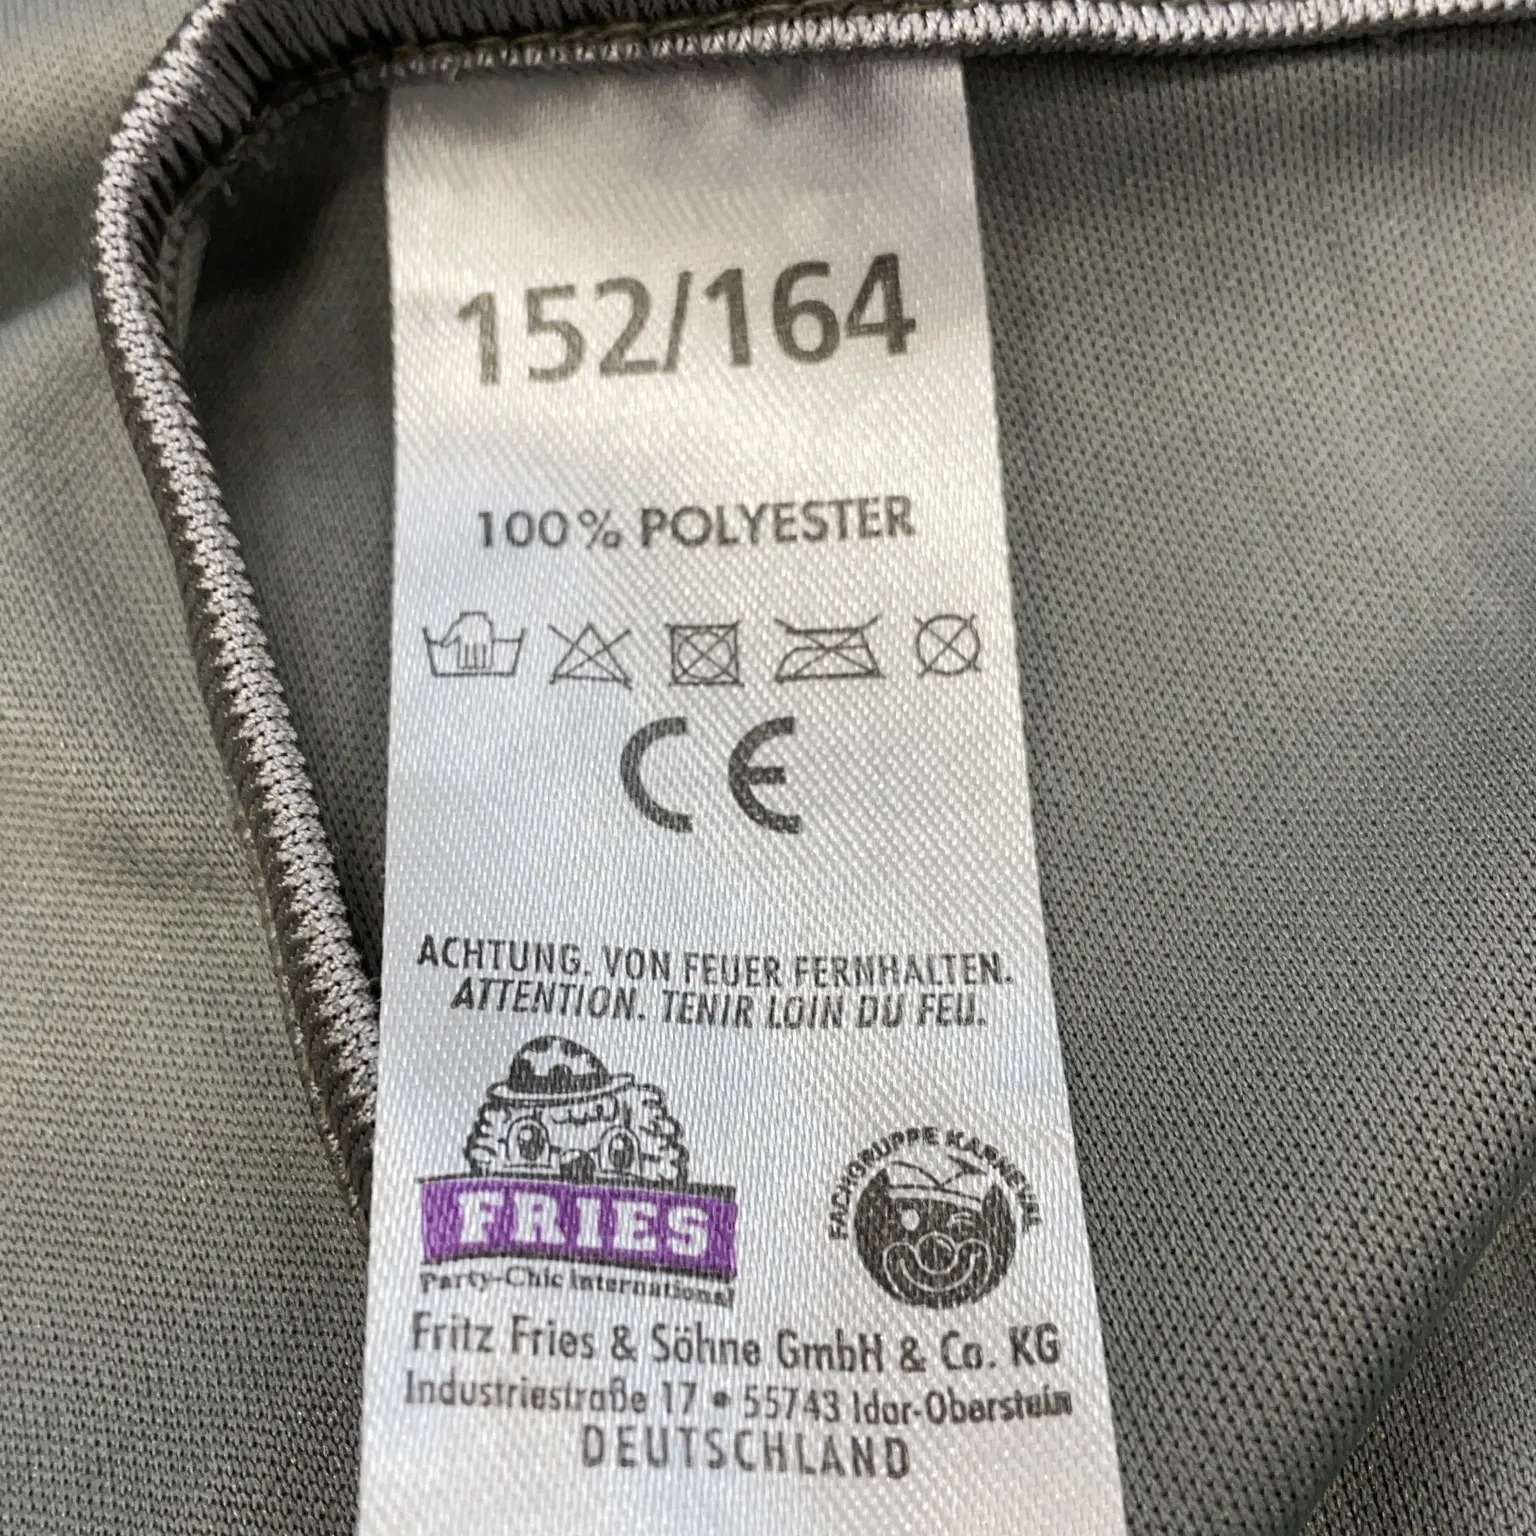 152/164
100% POLYESTER
CE
ACHTUNG. VON FEUER FERNHALTEN.
ATTENTION. TENIR LOIN DU FEU.
FRIES
Party-Chic International
FACHGRUPPE KARNEVAL
Fritz Fries & Söhne GmbH & Co. KG
Industriestraße 17 • 55743 Idar-Oberstein
DEUTSCHLAND